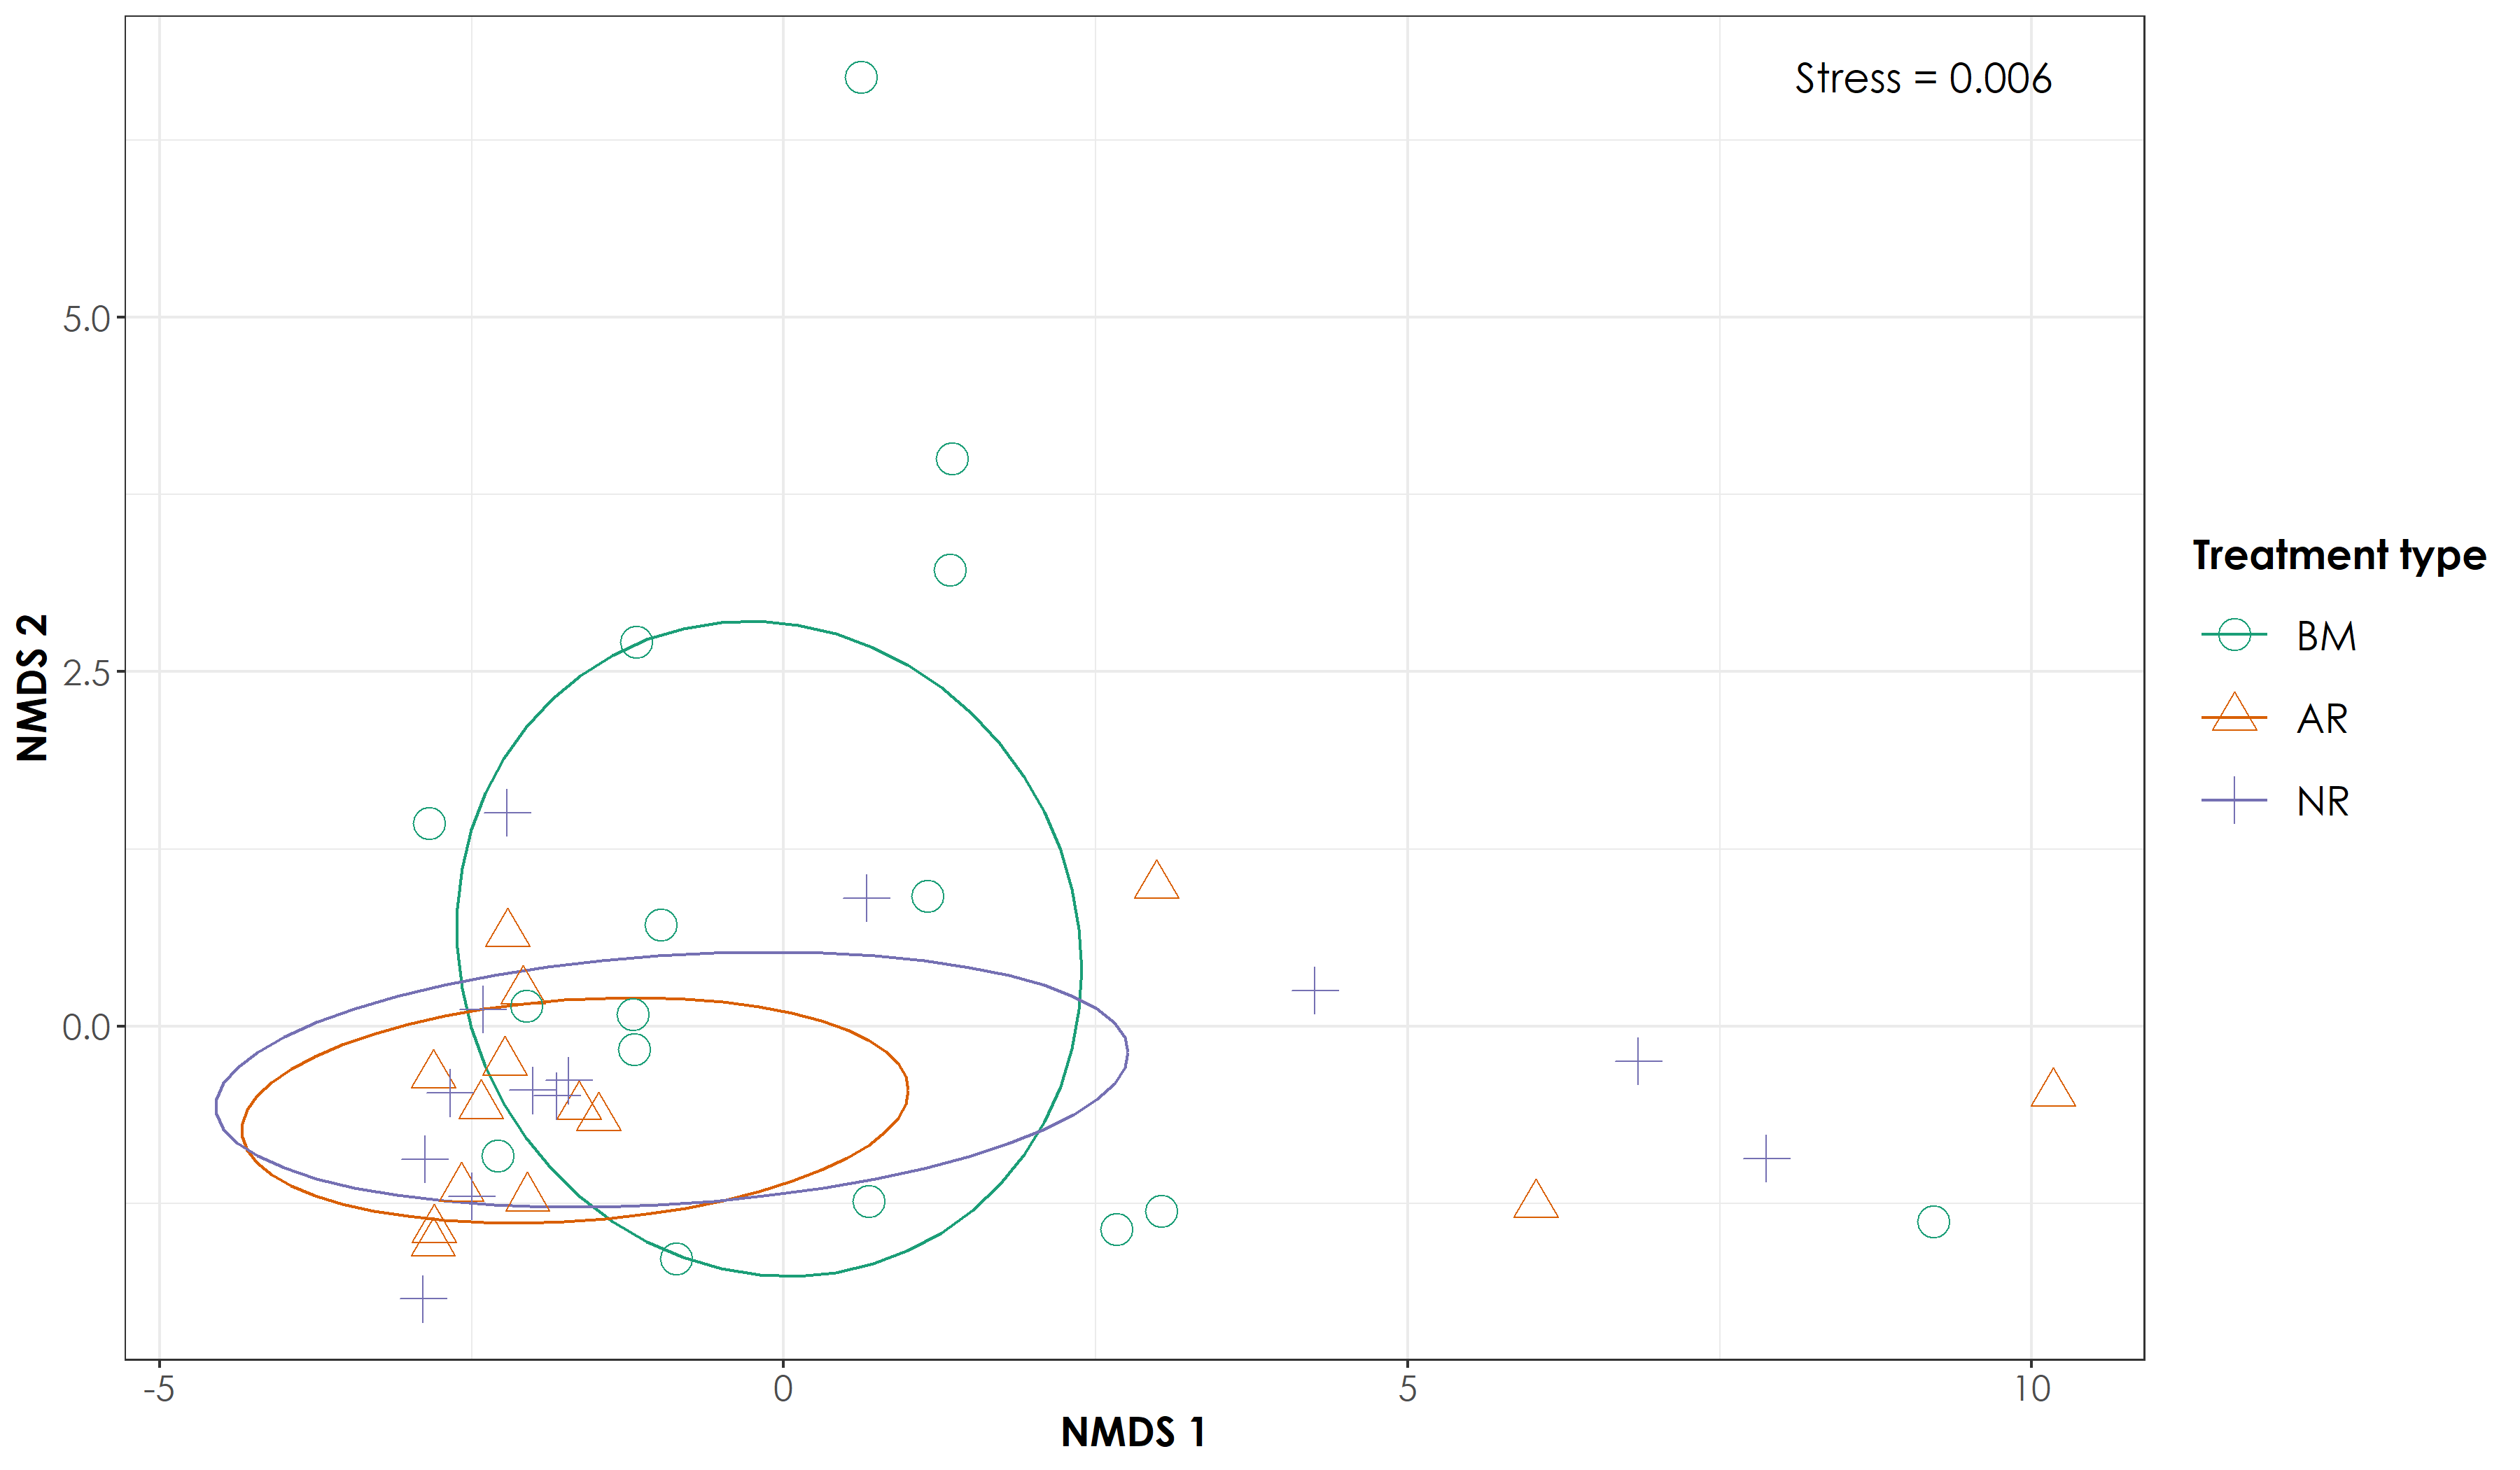 Stress = 0.006
5.0
2.5
0.0
NMDS 2
-5
0
5
10
NMDS 1
Treatment type
BM
AR
NR